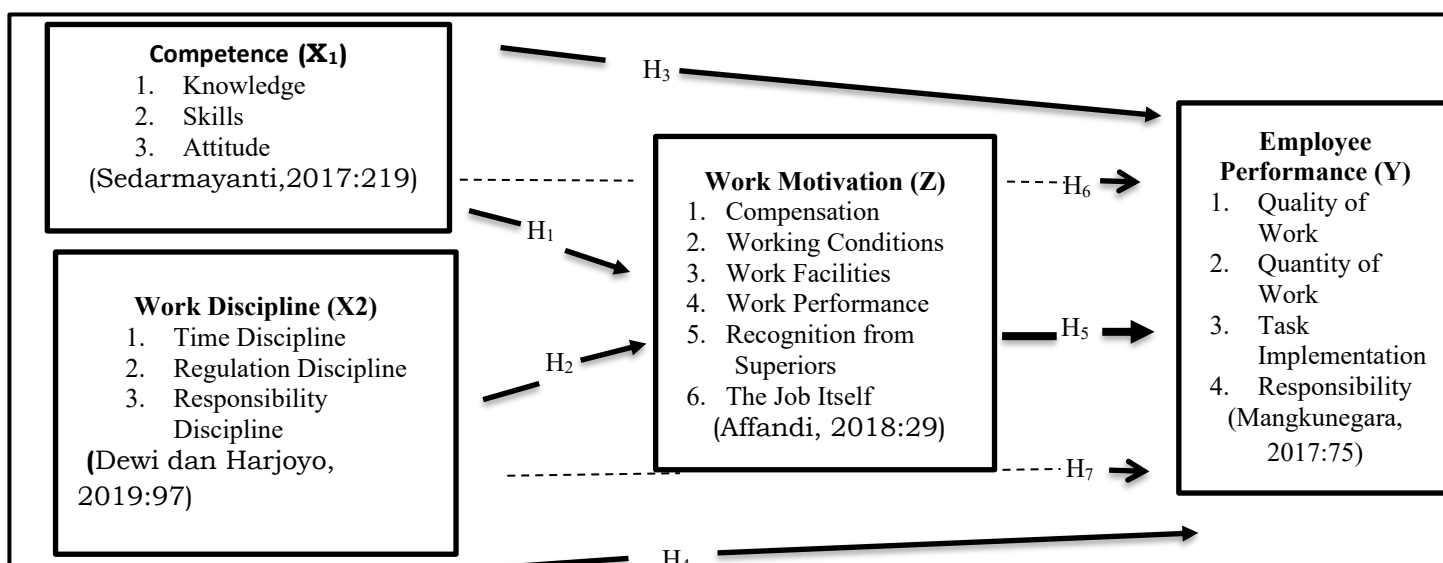 Competence (X₁)
1. Knowledge
2. Skills
3. Attitude
(Sedarmayanti,2017:219)
H₃
H₁
Work Discipline (X2)
1. Time Discipline
2. Regulation Discipline
3. Responsibility
Discipline
(Dewi dan Harjoyo,
2019:97)
H₂
Work Motivation (Z)
1. Compensation
2. Working Conditions
3. Work Facilities
4. Work Performance
5. Recognition from
Superiors
6. The Job Itself
(Affandi, 2018:29)
H₆
H₅
H₇
H₄
Employee
Performance (Y)
1. Quality of
Work
2. Quantity of
Work
3. Task
Implementation
4. Responsibility
(Mangkunegara,
2017:75)